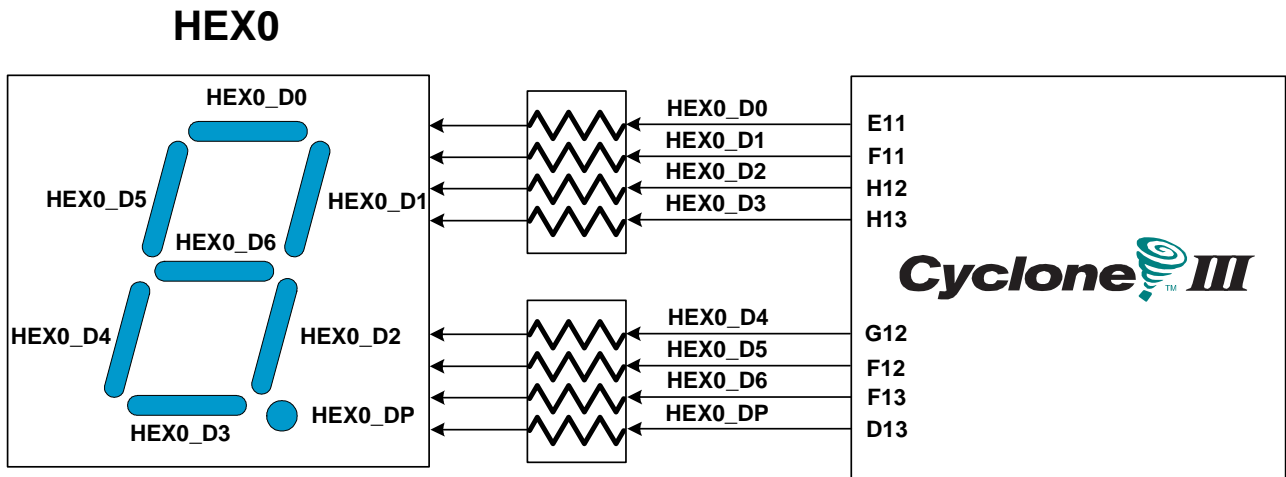 HEX0
HEX0_D0
HEX0_D5
HEX0_D1
HEX0_D6
HEX0_D4
HEX0_D2
HEX0_D3
HEX0_DP
HEX0_D0
HEX0_D1
HEX0_D2
HEX0_D3
HEX0_D4
HEX0_D5
HEX0_D6
HEX0_DP
E11
F11
H12
H13
Cyclone TM III
G12
F12
F13
D13